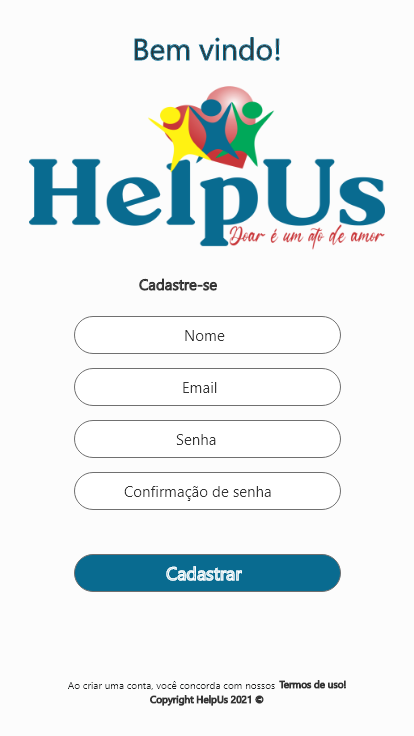 Bem vindo!
HelpUs
Doar é um ato de amor
Cadastre-se
Nome
Email
Senha
Confirmação de senha
Cadastrar
Ao criar uma conta, você concorda com nossos Termos de uso!
Copyright HelpUs 2021 ©